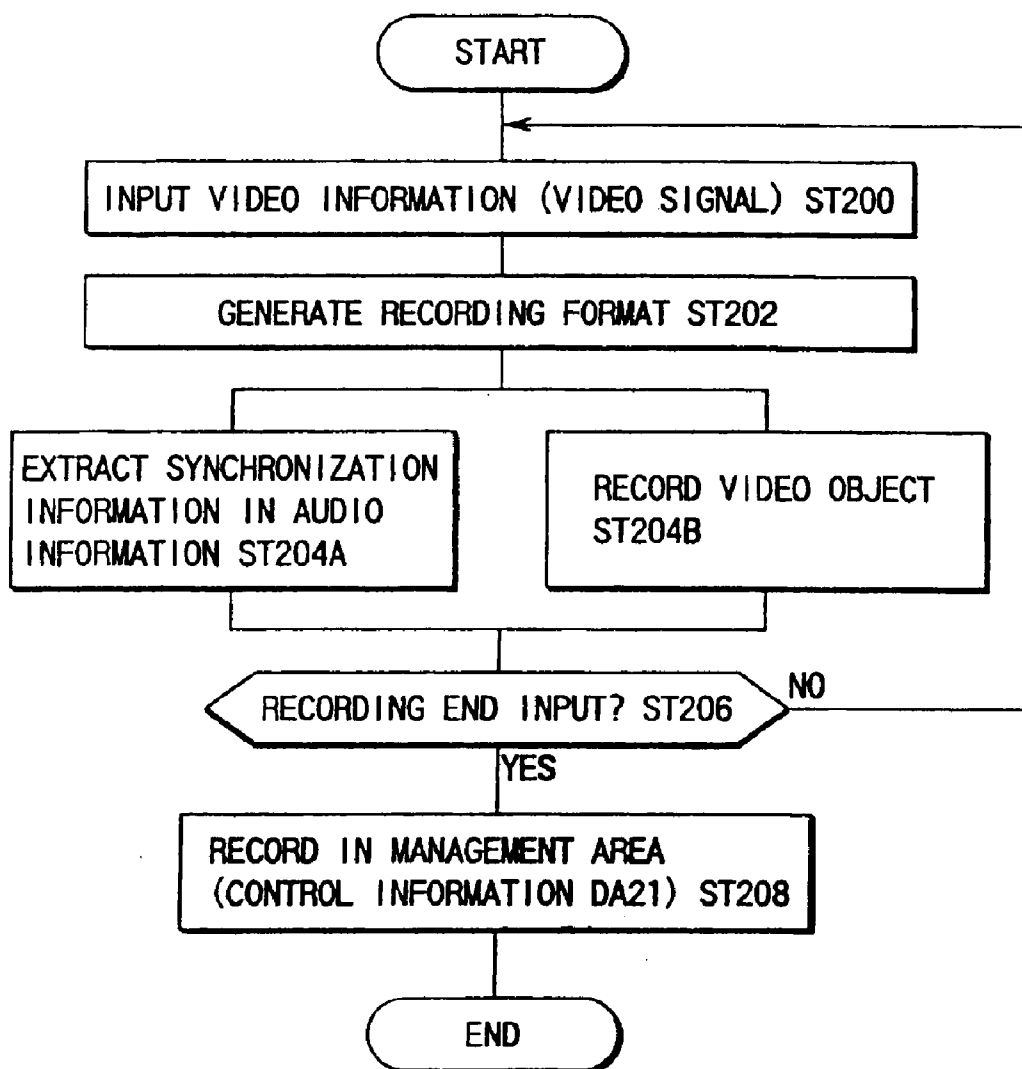 START
INPUT VIDEO INFORMATION (VIDEO SIGNAL) ST200
GENERATE RECORDING FORMAT ST202
EXTRACT SYNCHRONIZATION
INFORMATION IN AUDIO
INFORMATION ST204A
RECORD VIDEO OBJECT
ST204B
RECORDING END INPUT? ST206
NO
YES
RECORD IN MANAGEMENT AREA
(CONTROL INFORMATION DA21) ST208
END